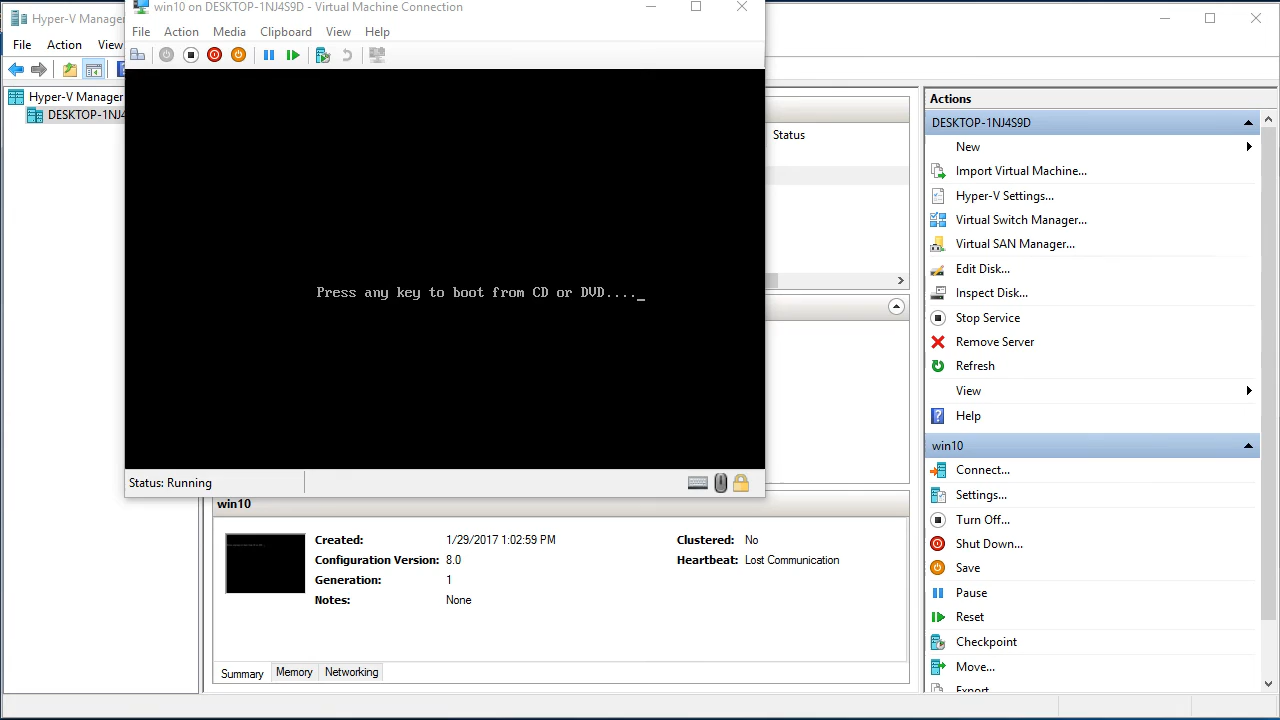 Hyper-V Manager
File Action View
Hyper-V Manager
DESKTOP-1NJ4
win10 on DESKTOP-1NJ4S9D - Virtual Machine Connection
File Action Media Clipboard View Help
Press any key to boot from CD or DVD...._
Status: Running
Status
win10
Created: 1/29/2017 1:02:59 PM Clustered: No
Configuration Version: 8.0 Heartbeat: Lost Communication
Generation: 1
Notes: None
Summary Memory Networking
Actions
DESKTOP-1NJ4S9D
New
Import Virtual Machine...
Hyper-V Settings...
Virtual Switch Manager...
Virtual SAN Manager...
Edit Disk...
Inspect Disk...
Stop Service
Remove Server
Refresh
View
Help
win10
Connect...
Settings...
Turn Off...
Shut Down...
Save
Pause
Reset
Checkpoint
Move...
Export